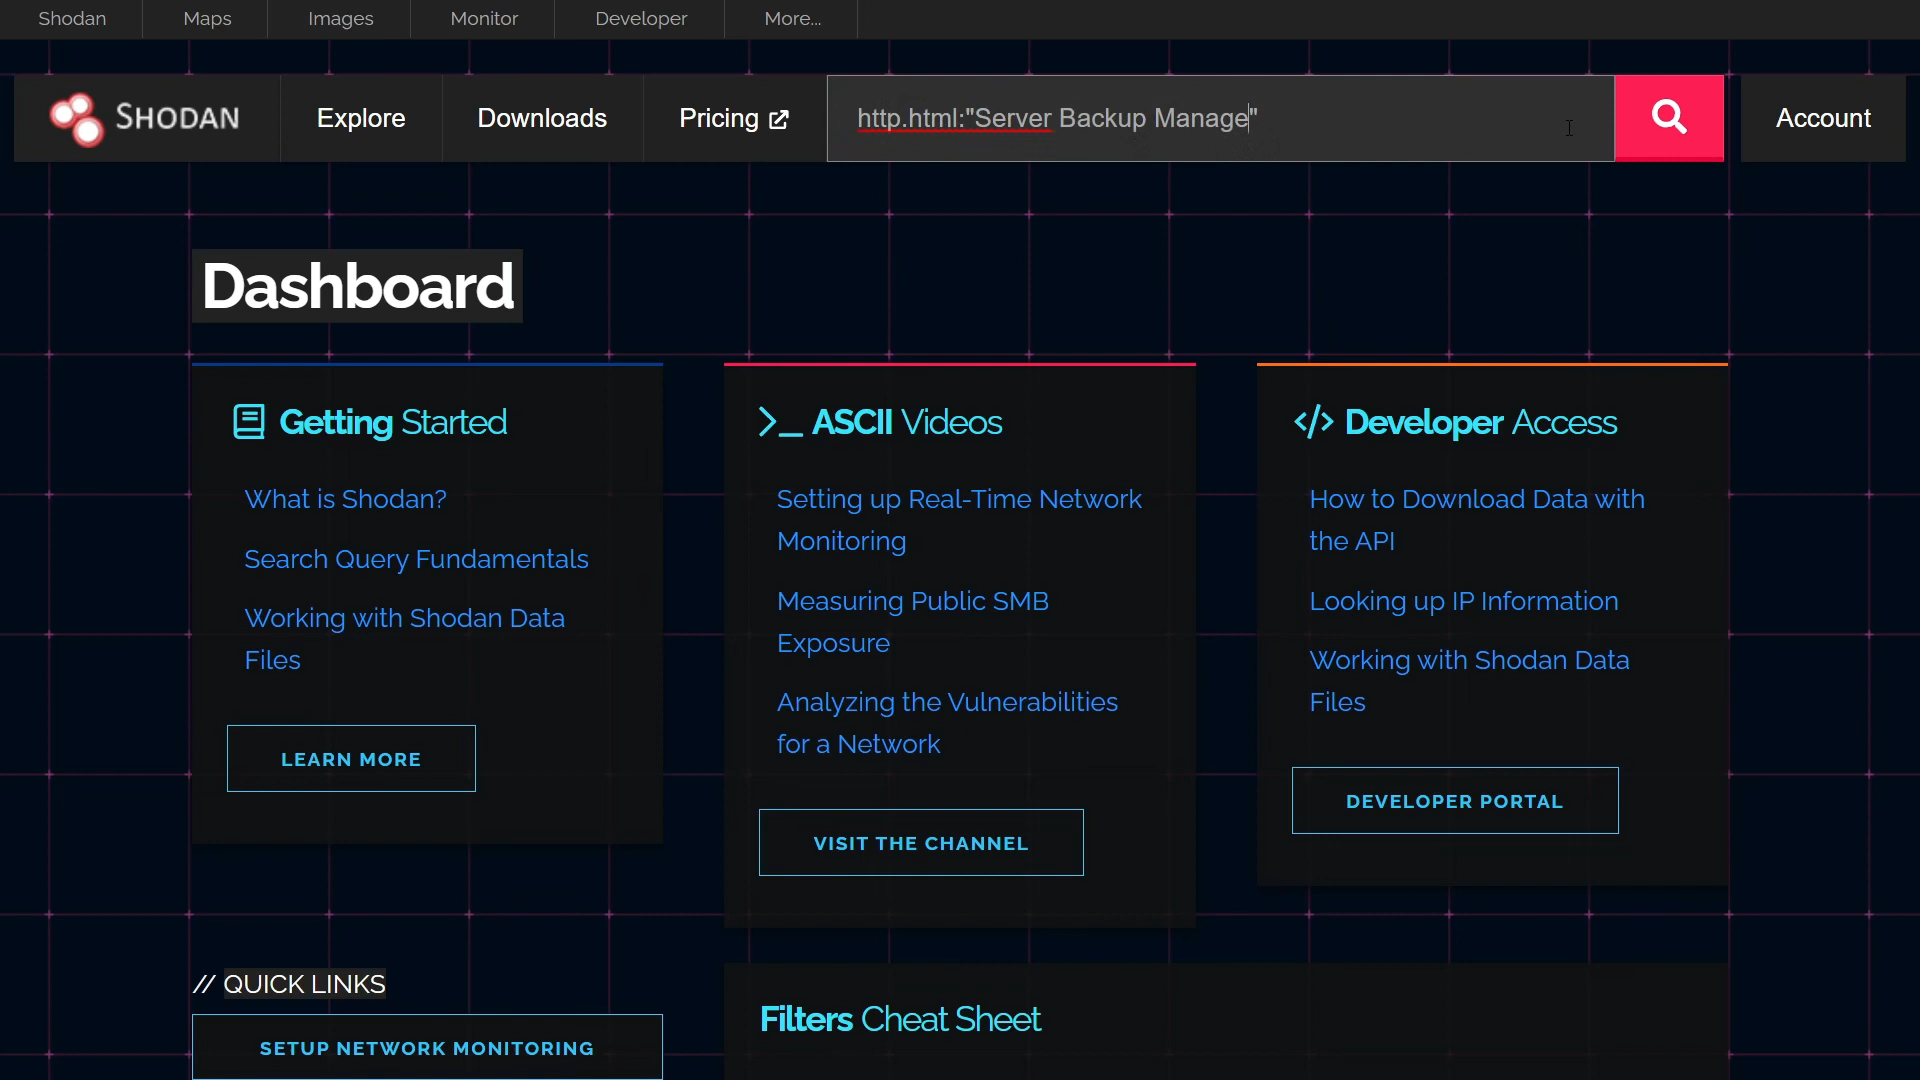 Shodan
Maps
Images
Monitor
Developer
More...
SHODAN
Explore
Downloads
Pricing
http.html:"Server Backup Manage"
Account
Dashboard
Getting Started
What is Shodan?
Search Query Fundamentals
Working with Shodan Data
Files
LEARN MORE
ASCII Videos
Setting up Real-Time Network
Monitoring
Measuring Public SMB
Exposure
Analyzing the Vulnerabilities
for a Network
VISIT THE CHANNEL
Developer Access
How to Download Data with
the API
Looking up IP Information
Working with Shodan Data
Files
DEVELOPER PORTAL
// QUICK LINKS
SETUP NETWORK MONITORING
Filters Cheat Sheet